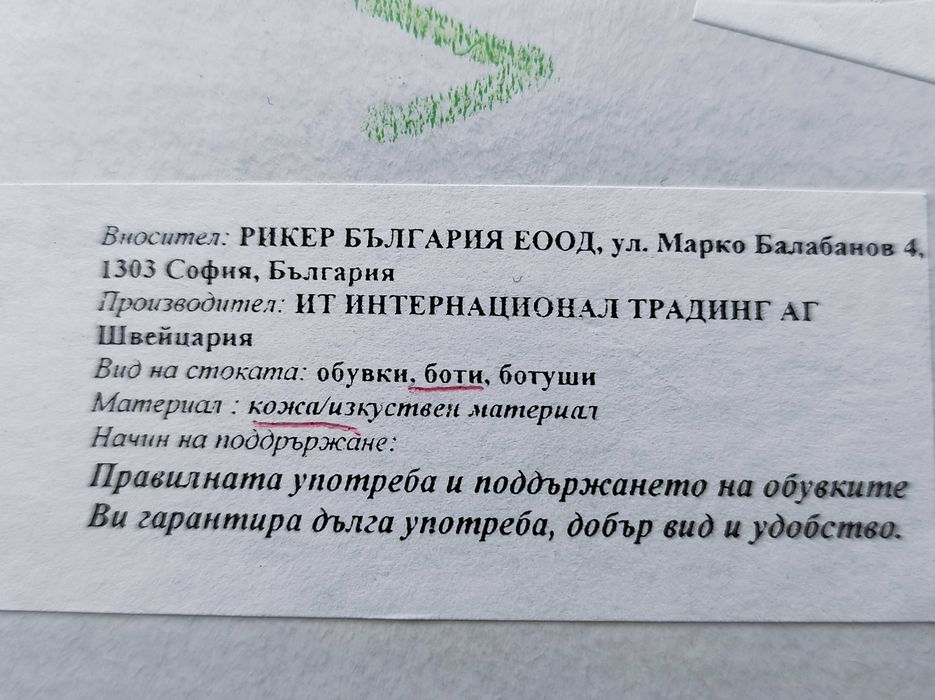 Вносител: РИКЕР БЪЛГАРИЯ ЕООД, ул. Марко Балабанов 4,
1303 София, България
Производител: ИТ ИНТЕРНАЦИОНАЛ ТРАДИНГ АГ
Швейцария
Вид на стоката: обувки, боти, ботуши
Материал : кожа/изкуствен материал
Начин на поддрържане:
Правилната употреба и поддържането на обувките
Ви гарантира дълга употреба, добър вид и удобство.